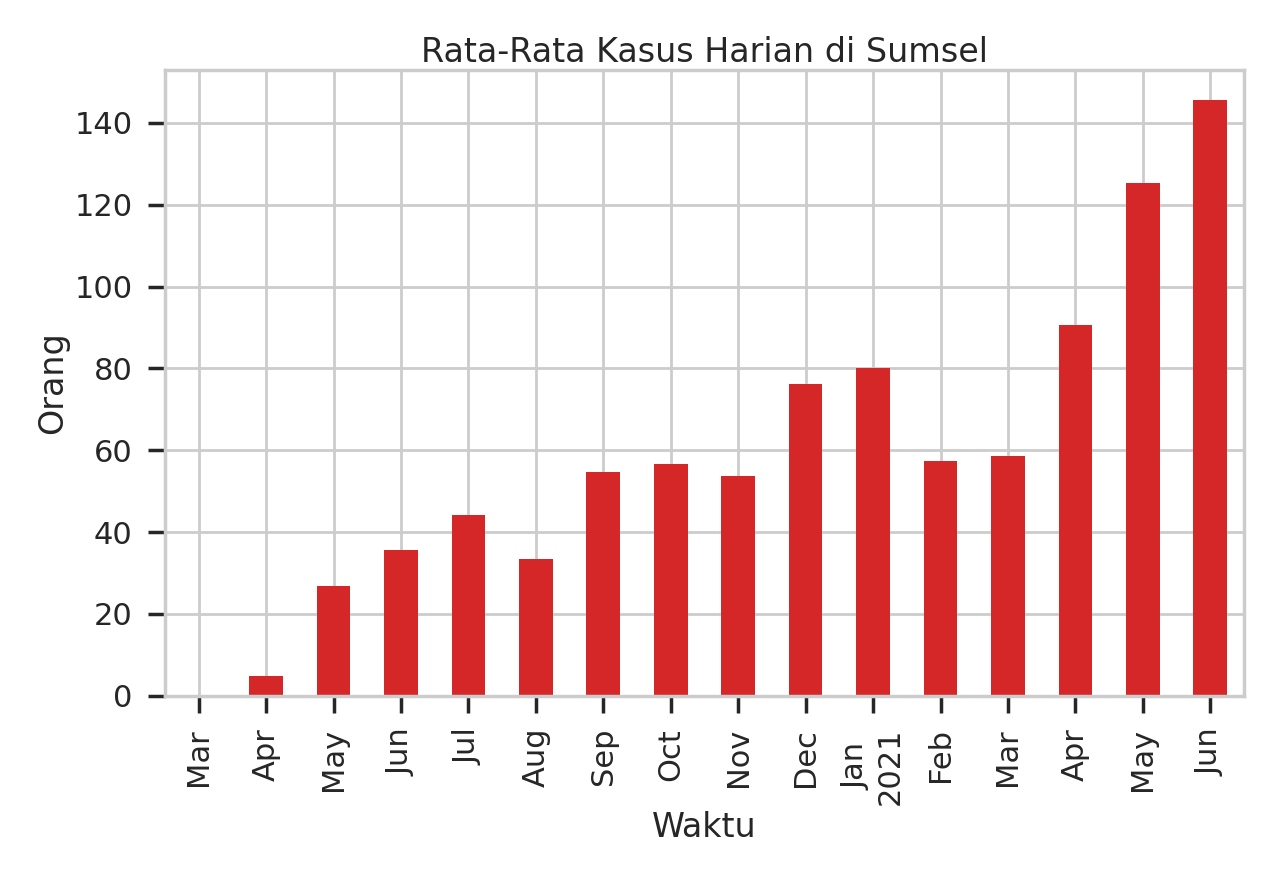 Rata-Rata Kasus Harian di Sumsel
140
120
100
80
60
40
20
0
Orang
Mar
Apr
May
Jun
Jul
Aug
Sep
Oct
Nov
Dec
Jan
2021
Feb
Mar
Apr
May
Jun
Waktu